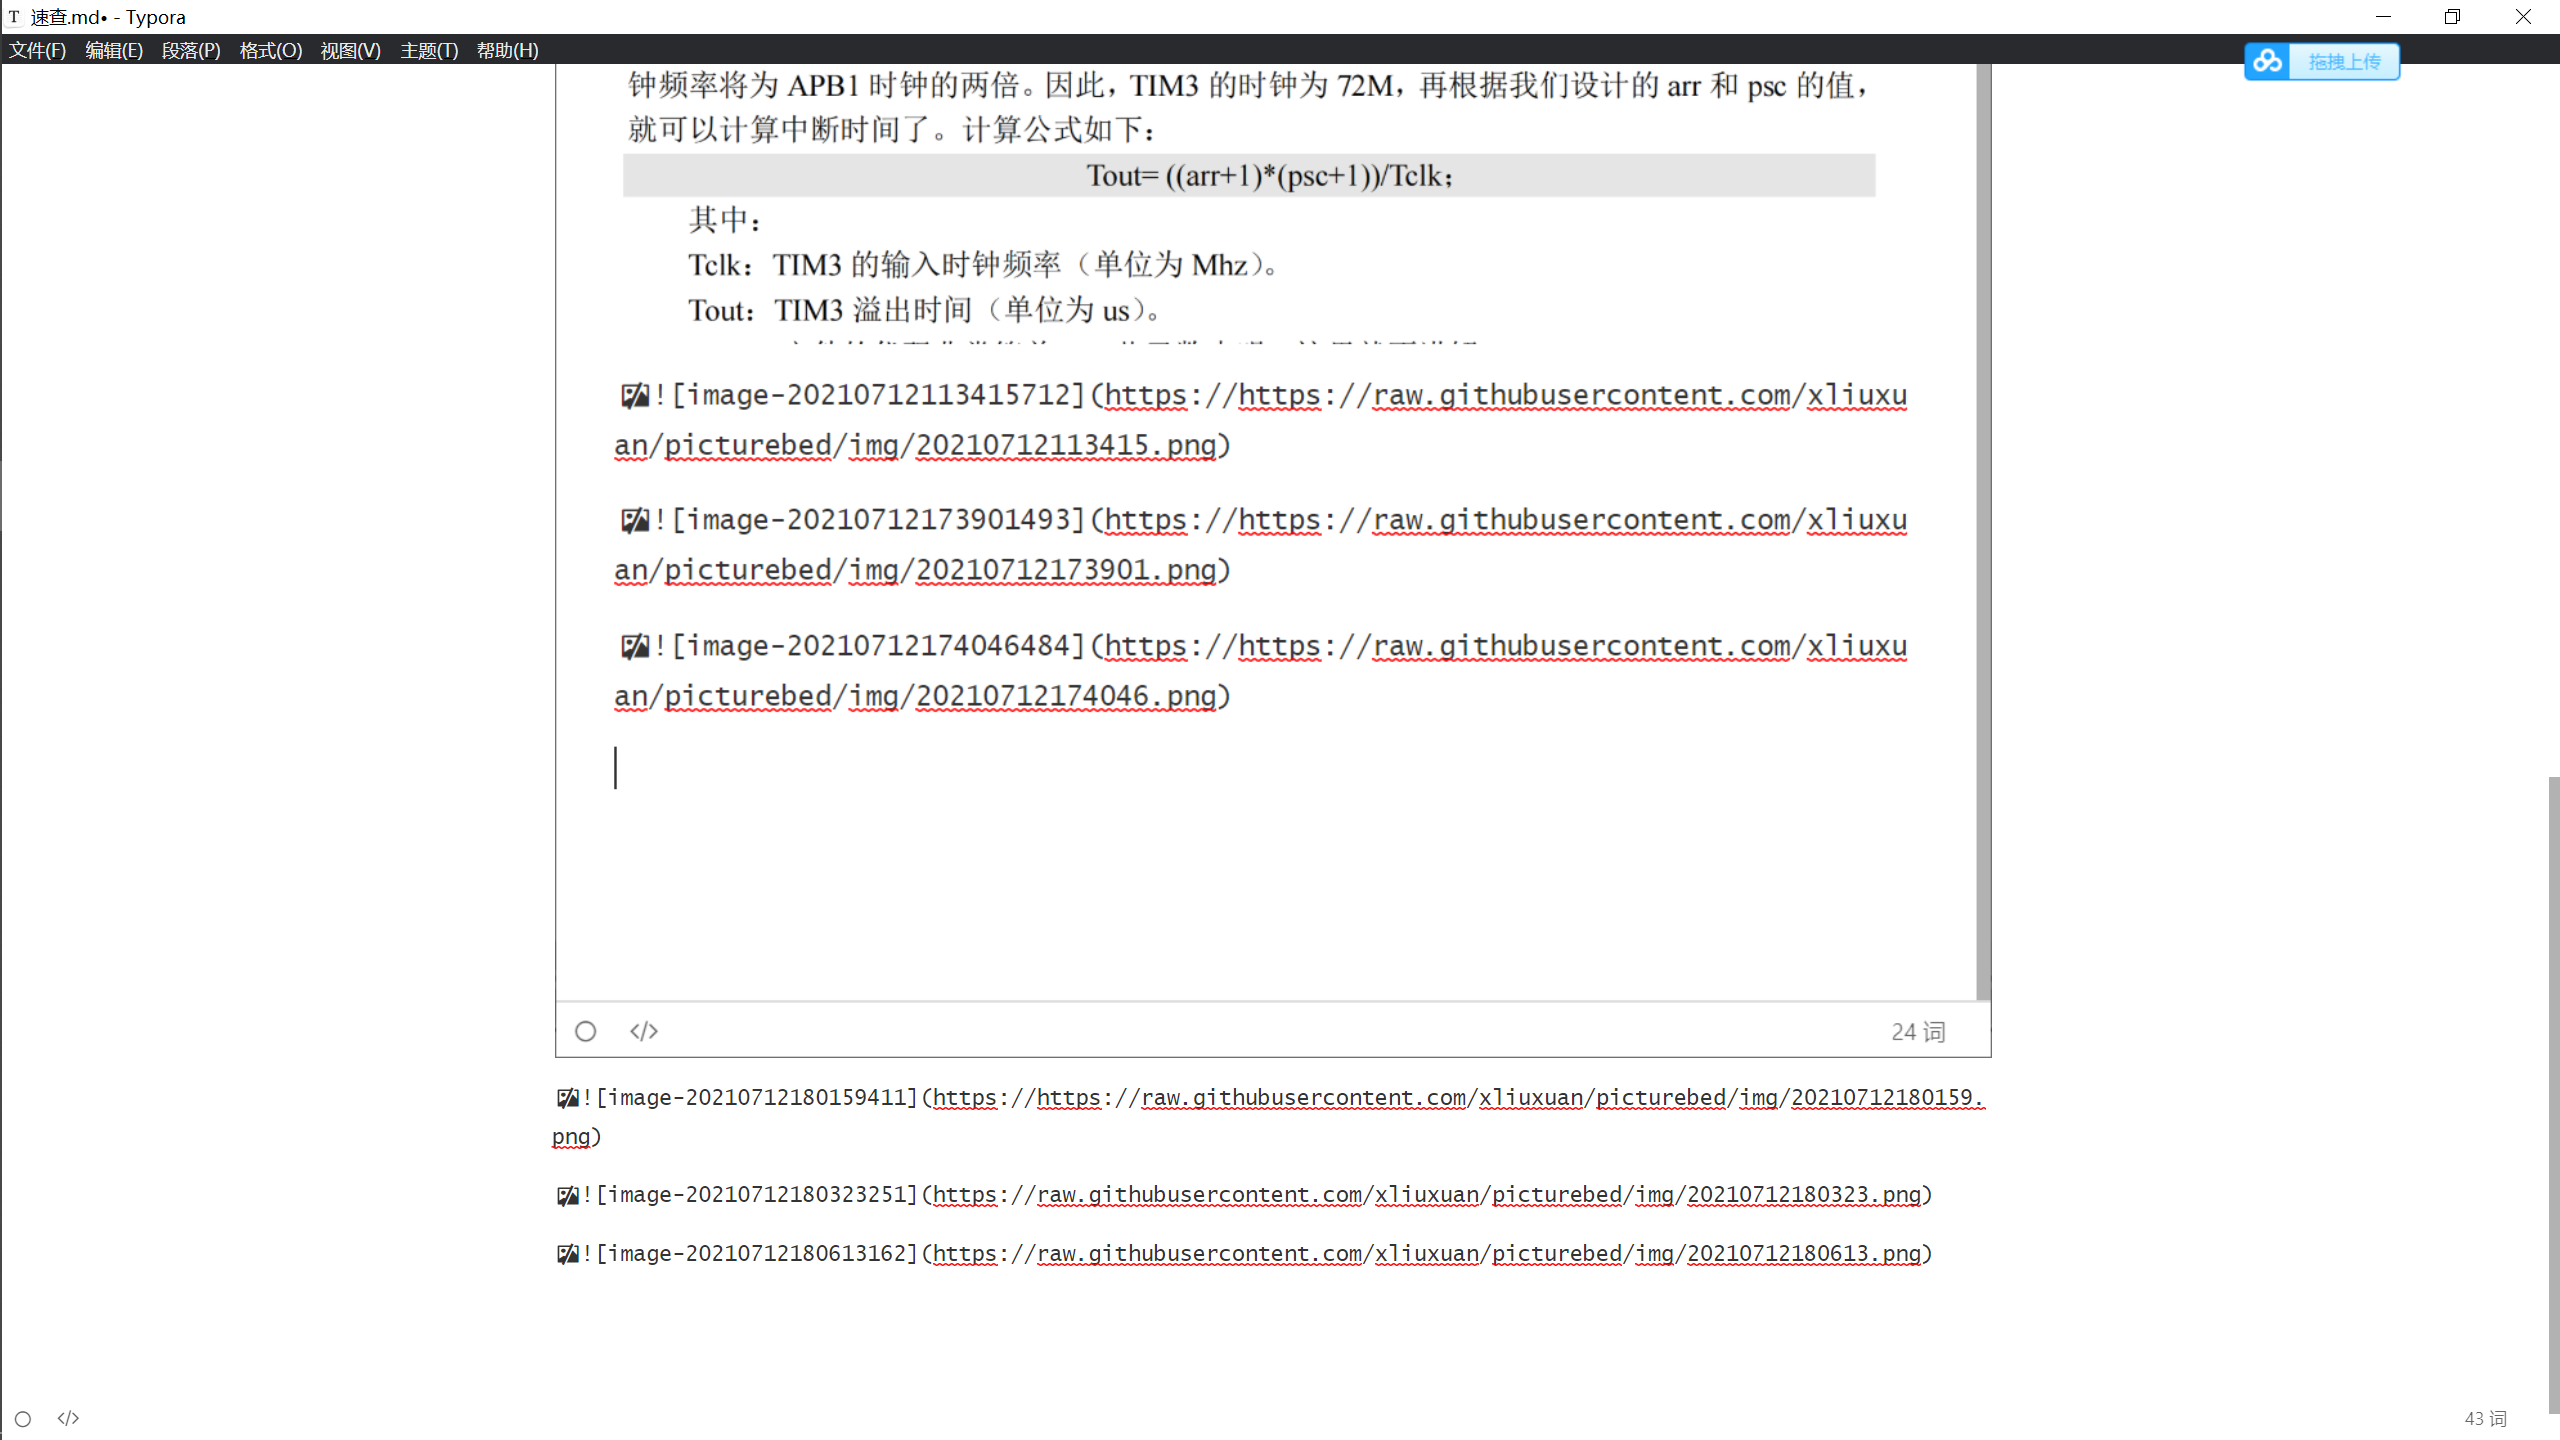 速查.md• - Typora
文件(F) 编辑(E) 段落(P) 格式(O) 视图(V) 主题(T) 帮助(H)
拖拽上传
钟频率将为 APB1 时钟的两倍。因此，TIM3 的时钟为 72M，再根据我们设计的 arr 和 psc 的值，
就可以计算中断时间了。计算公式如下：
Tout= ((arr+1)*(psc+1))/Tclk；
其中：
Tclk：TIM3 的输入时钟频率（单位为 Mhz）。
Tout：TIM3 溢出时间（单位为 us）。
![image-20210712113415712](https://https://raw.githubusercontent.com/xliuxu
an/picturebed/img/20210712113415.png)
![image-20210712173901493](https://https://raw.githubusercontent.com/xliuxu
an/picturebed/img/20210712173901.png)
![image-20210712174046484](https://https://raw.githubusercontent.com/xliuxu
an/picturebed/img/20210712174046.png)
</> 24 词
![image-20210712180159411](https://https://raw.githubusercontent.com/xliuxuan/picturebed/img/20210712180159.
png)
![image-20210712180323251](https://raw.githubusercontent.com/xliuxuan/picturebed/img/20210712180323.png)
![image-20210712180613162](https://raw.githubusercontent.com/xliuxuan/picturebed/img/20210712180613.png)
</> 43 词